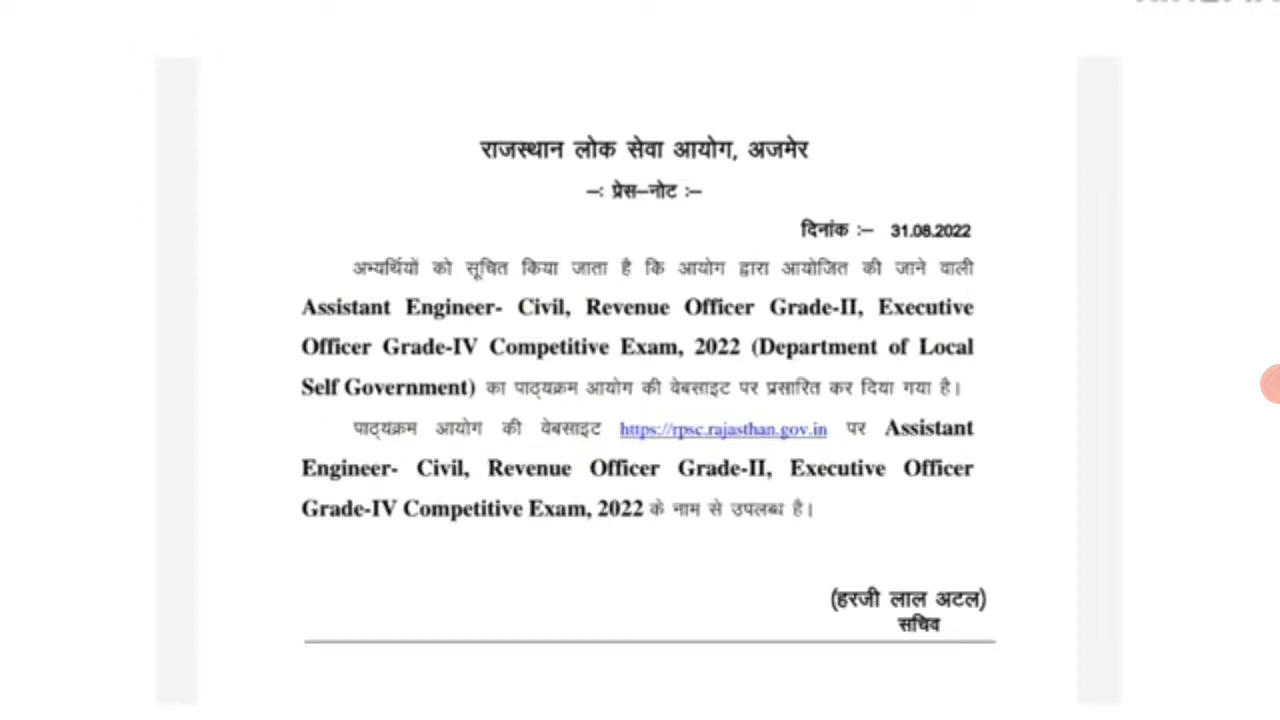 राजस्थान लोक सेवा आयोग, अजमेर
–: प्रेस–नोट :–
दिनांक :– 31.08.2022
अभ्यर्थियों को सूचित किया जाता है कि आयोग द्वारा आयोजित की जाने वाली
Assistant Engineer- Civil, Revenue Officer Grade-II, Executive
Officer Grade-IV Competitive Exam, 2022 (Department of Local
Self Government) का पाठ्यक्रम आयोग की वेबसाइट पर प्रसारित कर दिया गया है।
पाठ्यक्रम आयोग की वेबसाइट https://rpsc.rajasthan.gov.in पर Assistant
Engineer- Civil, Revenue Officer Grade-II, Executive Officer
Grade-IV Competitive Exam, 2022 के नाम से उपलब्ध है।
(हरजी लाल अटल)
सचिव